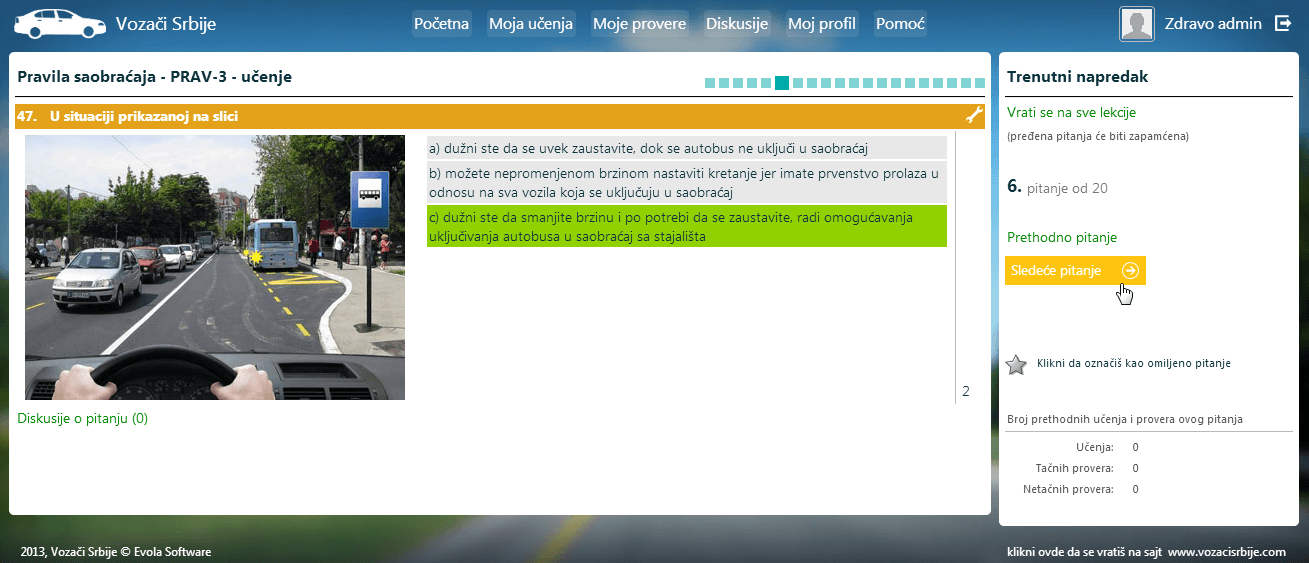 Vozači Srbije
Početna Moja učenja Moje provere Diskusije Moj profil Pomoć
Zdravo admin
Pravila saobraćaja - PRAV-3 - učenje
47. U situaciji prikazanoj na slici
a) dužni ste da se uvek zaustavite, dok se autobus ne uključi u saobraćaj
b) možete nepromenjenom brzinom nastaviti kretanje jer imate prvenstvo prolaza u
odnosu na sva vozila koja se uključuju u saobraćaj
c) dužni ste da smanjite brzinu i po potrebi da se zaustavite, radi omogućavanja
uključivanja autobusa u saobraćaj sa stajališta
2
Diskusije o pitanju (0)
Trenutni napredak
Vrati se na sve lekcije
(pređena pitanja će biti zapamćena)
6. pitanje od 20
Prethodno pitanje
Sledeće pitanje
Klikni da označiš kao omiljeno pitanje
Broj prethodnih učenja i provera ovog pitanja
Učenja: 0
Tačnih provera: 0
Netačnih provera: 0
2013, Vozači Srbije © Evola Software
klikni ovde da se vratiš na sajt www.vozacisrbije.com